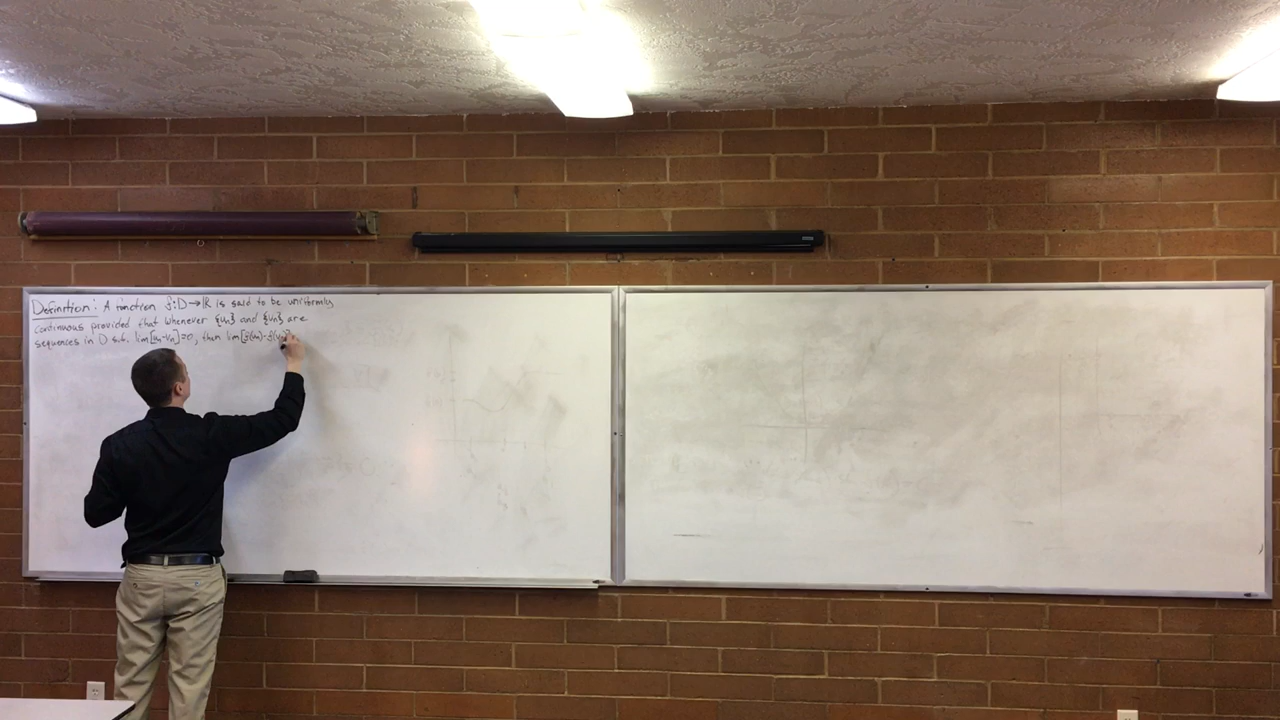 Definition: A function f:D→ℝ is said to be uniformly
continuous provided that whenever {un} and {vn} are
sequences in D s.t. lim[un-vn]=0, then lim[f(un)-f(vn)]